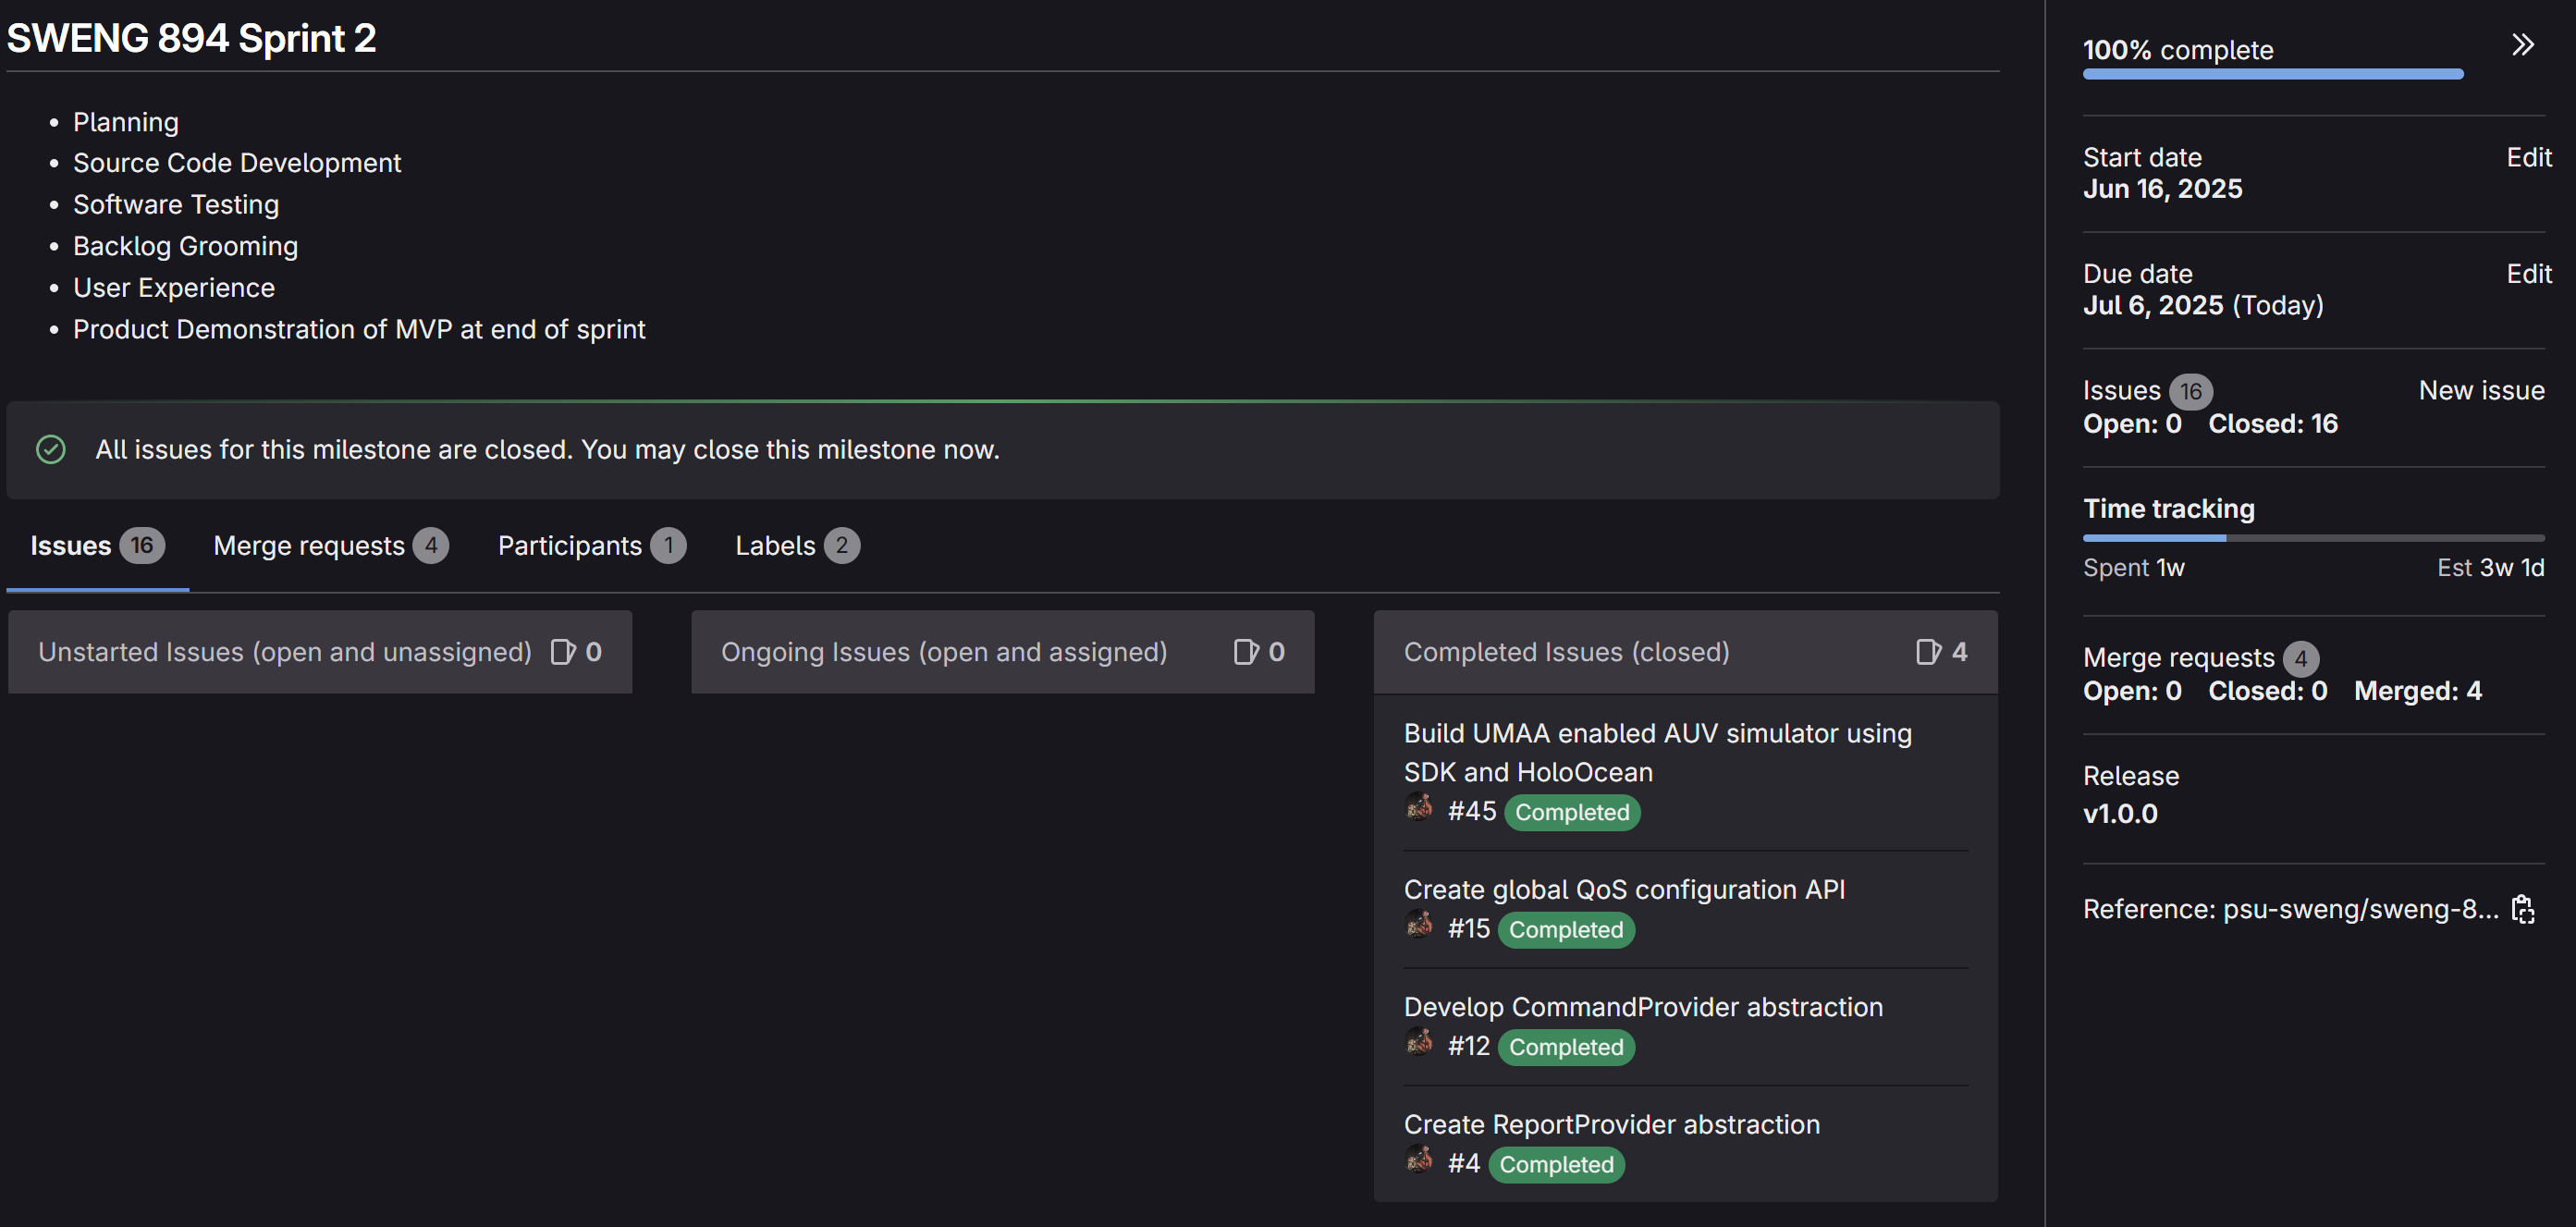 SWENG 894 Sprint 2
Planning
Source Code Development
Software Testing
Backlog Grooming
User Experience
Product Demonstration of MVP at end of sprint
All issues for this milestone are closed. You may close this milestone now.
Issues 16 Merge requests 4 Participants 1 Labels 2
Unstarted Issues (open and unassigned) 0
Ongoing Issues (open and assigned) 0
Completed Issues (closed) 4
Build UMAA enabled AUV simulator using
SDK and HoloOcean
#45 Completed
Create global QoS configuration API
#15 Completed
Develop CommandProvider abstraction
#12 Completed
Create ReportProvider abstraction
#4 Completed
100% complete
Start date Edit
Jun 16, 2025
Due date Edit
Jul 6, 2025 (Today)
Issues 16 New issue
Open: 0 Closed: 16
Time tracking
Spent 1w Est 3w 1d
Merge requests 4
Open: 0 Closed: 0 Merged: 4
Release
v1.0.0
Reference: psu-sweng/sweng-8...